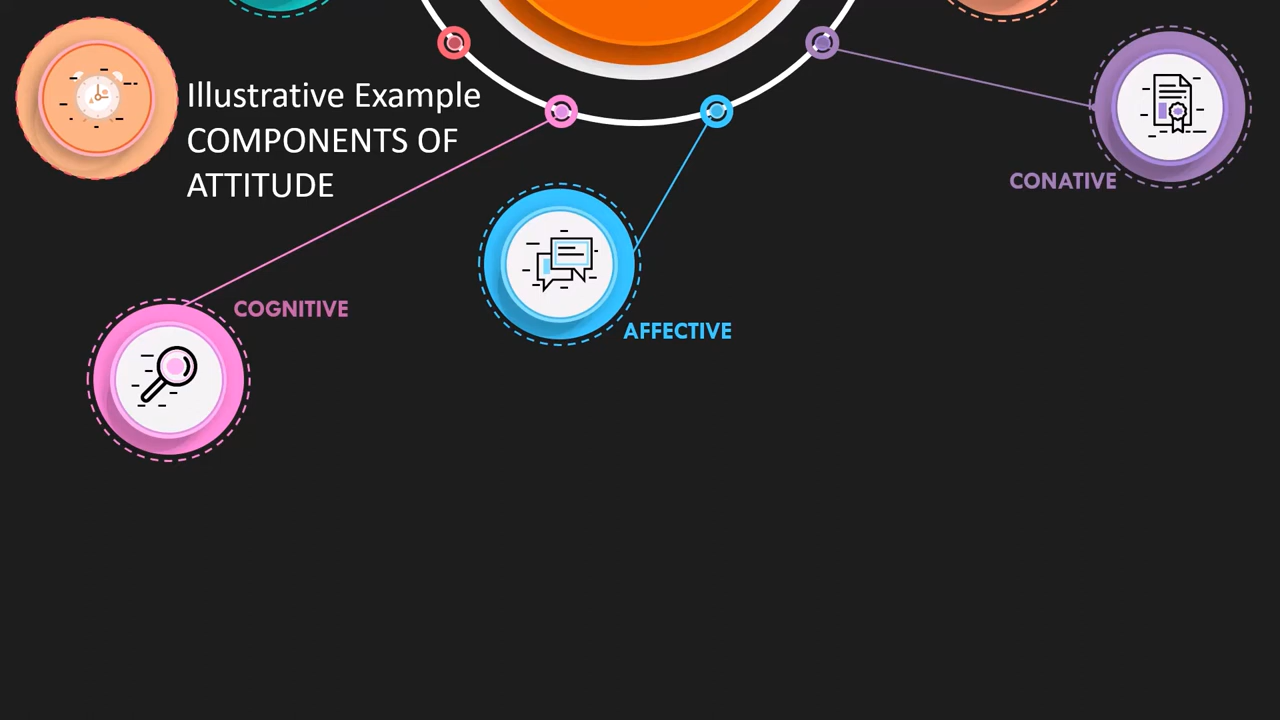 Illustrative Example
COMPONENTS OF
ATTITUDE
CONATIVE
COGNITIVE
AFFECTIVE